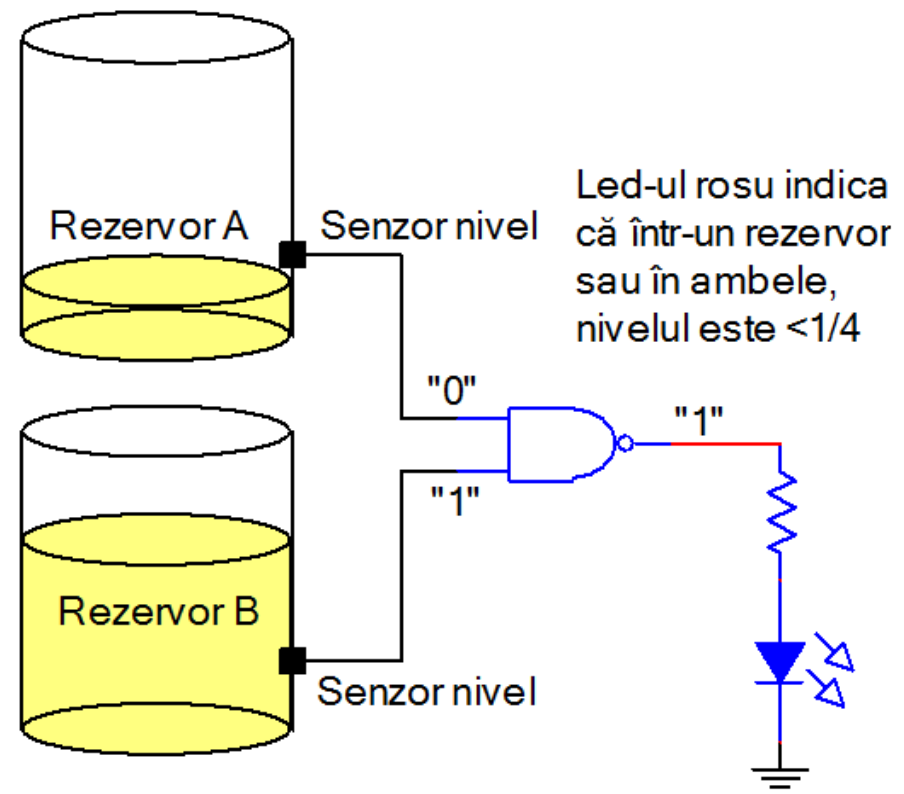 Rezervor A
Senzor nivel
Led-ul rosu indica
că într-un rezervor
sau în ambele,
nivelul este <1/4
"0"
"1"
"1"
Rezervor B
Senzor nivel